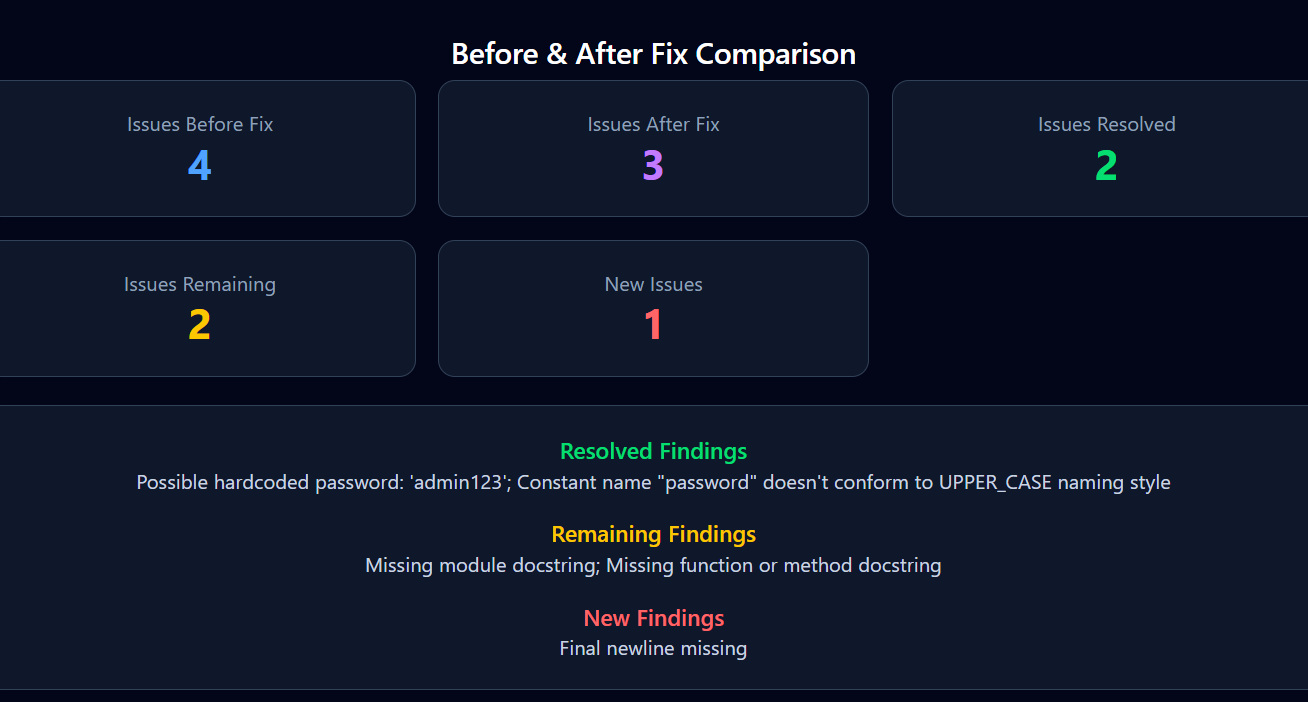 Before & After Fix Comparison
Issues Before Fix
4
Issues After Fix
3
Issues Resolved
2
Issues Remaining
2
New Issues
1
Resolved Findings
Possible hardcoded password: 'admin123'; Constant name "password" doesn't conform to UPPER_CASE naming style
Remaining Findings
Missing module docstring; Missing function or method docstring
New Findings
Final newline missing